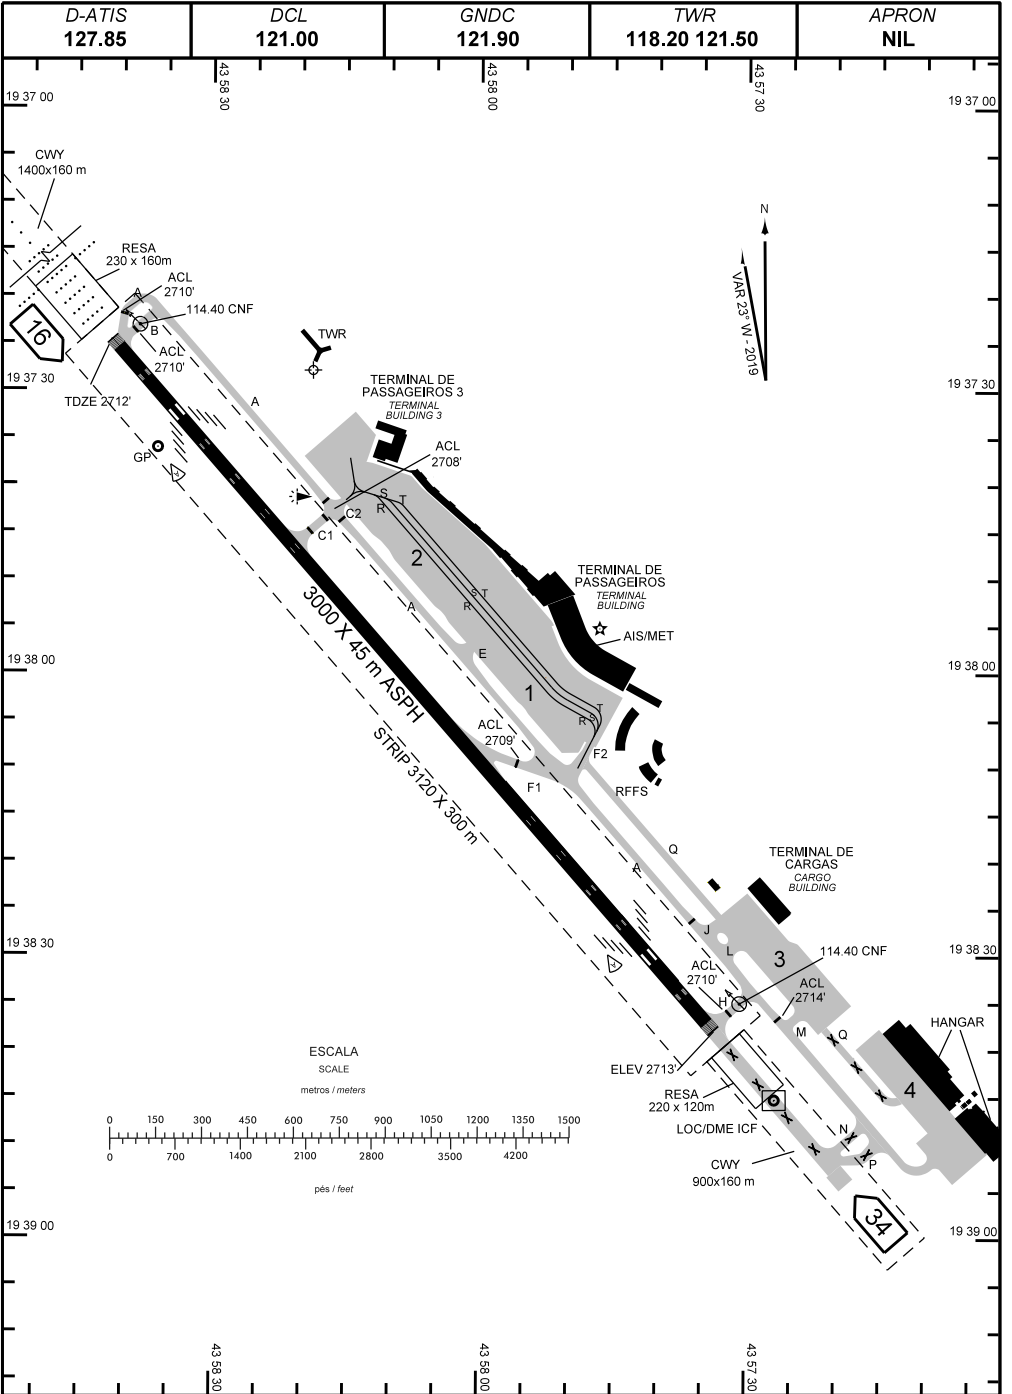 D-ATIS
127.85
DCL
121.00
GNDC
121.90
TWR
118.20 121.50
APRON
NIL
43 58 30
43 58 00
43 57 30
19 37 00
19 37 00
CWY
1400x160 m
N
VAR 23° W - 2019
RESA
230 x 160m
ACL
2710'
A
114.40 CNF
B
16
ACL
2710'
TWR
19 37 30
19 37 30
TDZE 2712'
A
TERMINAL DE
PASSAGEIROS 3
TERMINAL
BUILDING 3
ACL
2708'
GP
S
T
R
C2
C1
2
TERMINAL DE
PASSAGEIROS
TERMINAL
BUILDING
S T
R
A
3000 X 45 m ASPH
AIS/MET
19 38 00
19 38 00
E
1
T
S
R
ACL
2709'
STRIP 3120 X 300 m
F2
F1
RFFS
Q
A
TERMINAL DE
CARGAS
CARGO
BUILDING
J
19 38 30
19 38 30
L
3
114.40 CNF
ACL
2710'
ACL
2714'
H
M
Q
HANGAR
ESCALA
SCALE
metros / meters
ELEV 2713'
4
RESA
220 x 120m
0 150 300 450 600 750 900 1050 1200 1350 1500
LOC/DME ICF
N
0 700 1400 2100 2800 3500 4200
P
CWY
900x160 m
pés / feet
34
19 39 00
19 39 00
43 58 30
43 58 00
43 57 30